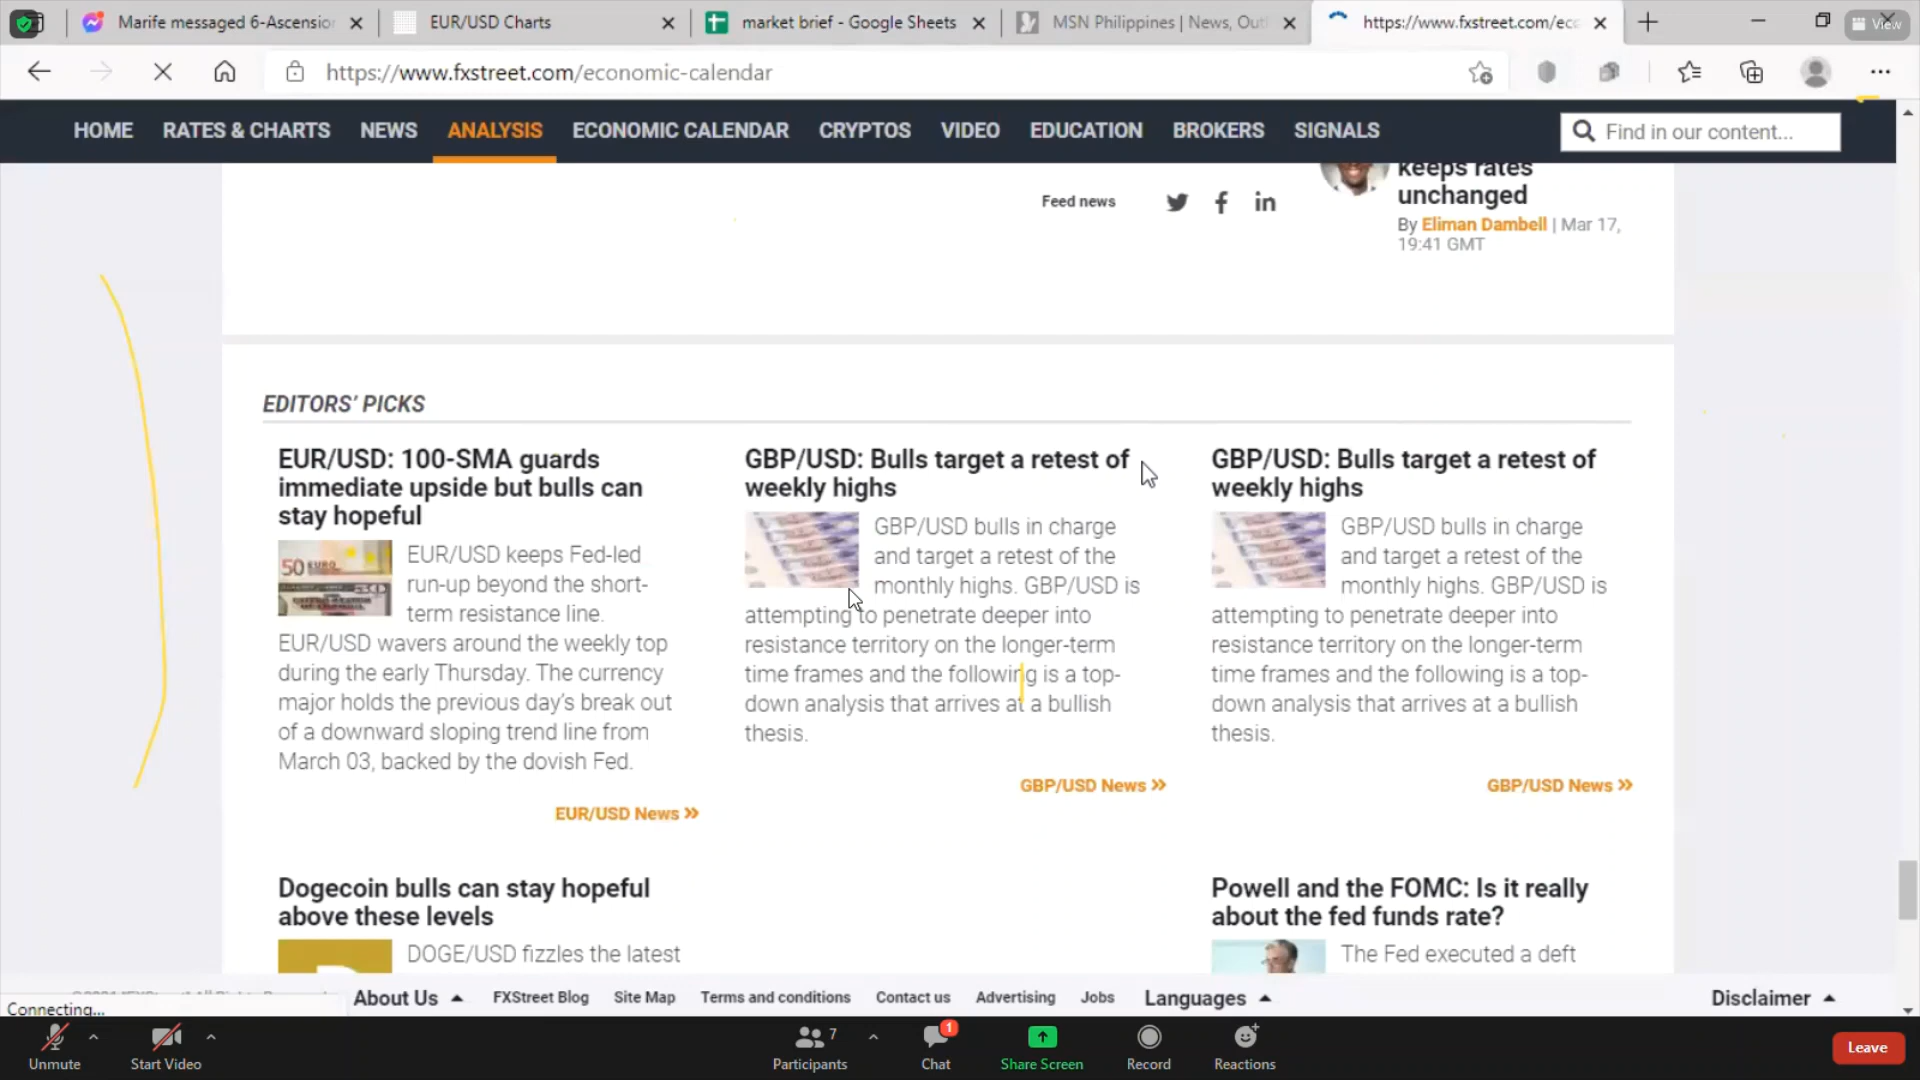 Marife messaged 6-Ascension
EUR/USD Charts
market brief - Google Sheets
MSN Philippines | News, Outl
https://www.fxstreet.com/eco
View
https://www.fxstreet.com/economic-calendar
HOME RATES & CHARTS NEWS ANALYSIS ECONOMIC CALENDAR CRYPTOS VIDEO EDUCATION BROKERS SIGNALS
Find in our content...
Feed news
keeps rates
unchanged
By Eliman Dambell | Mar 17,
19:41 GMT
EDITORS' PICKS
EUR/USD: 100-SMA guards
immediate upside but bulls can
stay hopeful
EUR/USD keeps Fed-led
run-up beyond the short-
term resistance line.
EUR/USD wavers around the weekly top
during the early Thursday. The currency
major holds the previous day's break out
of a downward sloping trend line from
March 03, backed by the dovish Fed.
EUR/USD News »
GBP/USD: Bulls target a retest of
weekly highs
GBP/USD bulls in charge
and target a retest of the
monthly highs. GBP/USD is
attempting to penetrate deeper into
resistance territory on the longer-term
time frames and the following is a top-
down analysis that arrives at a bullish
thesis.
GBP/USD News »
GBP/USD: Bulls target a retest of
weekly highs
GBP/USD bulls in charge
and target a retest of the
monthly highs. GBP/USD is
attempting to penetrate deeper into
resistance territory on the longer-term
time frames and the following is a top-
down analysis that arrives at a bullish
thesis.
GBP/USD News »
Dogecoin bulls can stay hopeful
above these levels
DOGE/USD fizzles the latest
Powell and the FOMC: Is it really
about the fed funds rate?
The Fed executed a deft
Connecting...
About Us FXStreet Blog Site Map Terms and conditions Contact us Advertising Jobs Languages Disclaimer
Unmute
Start Video
7
Participants
1
Chat
Share Screen
Record
Reactions
Leave